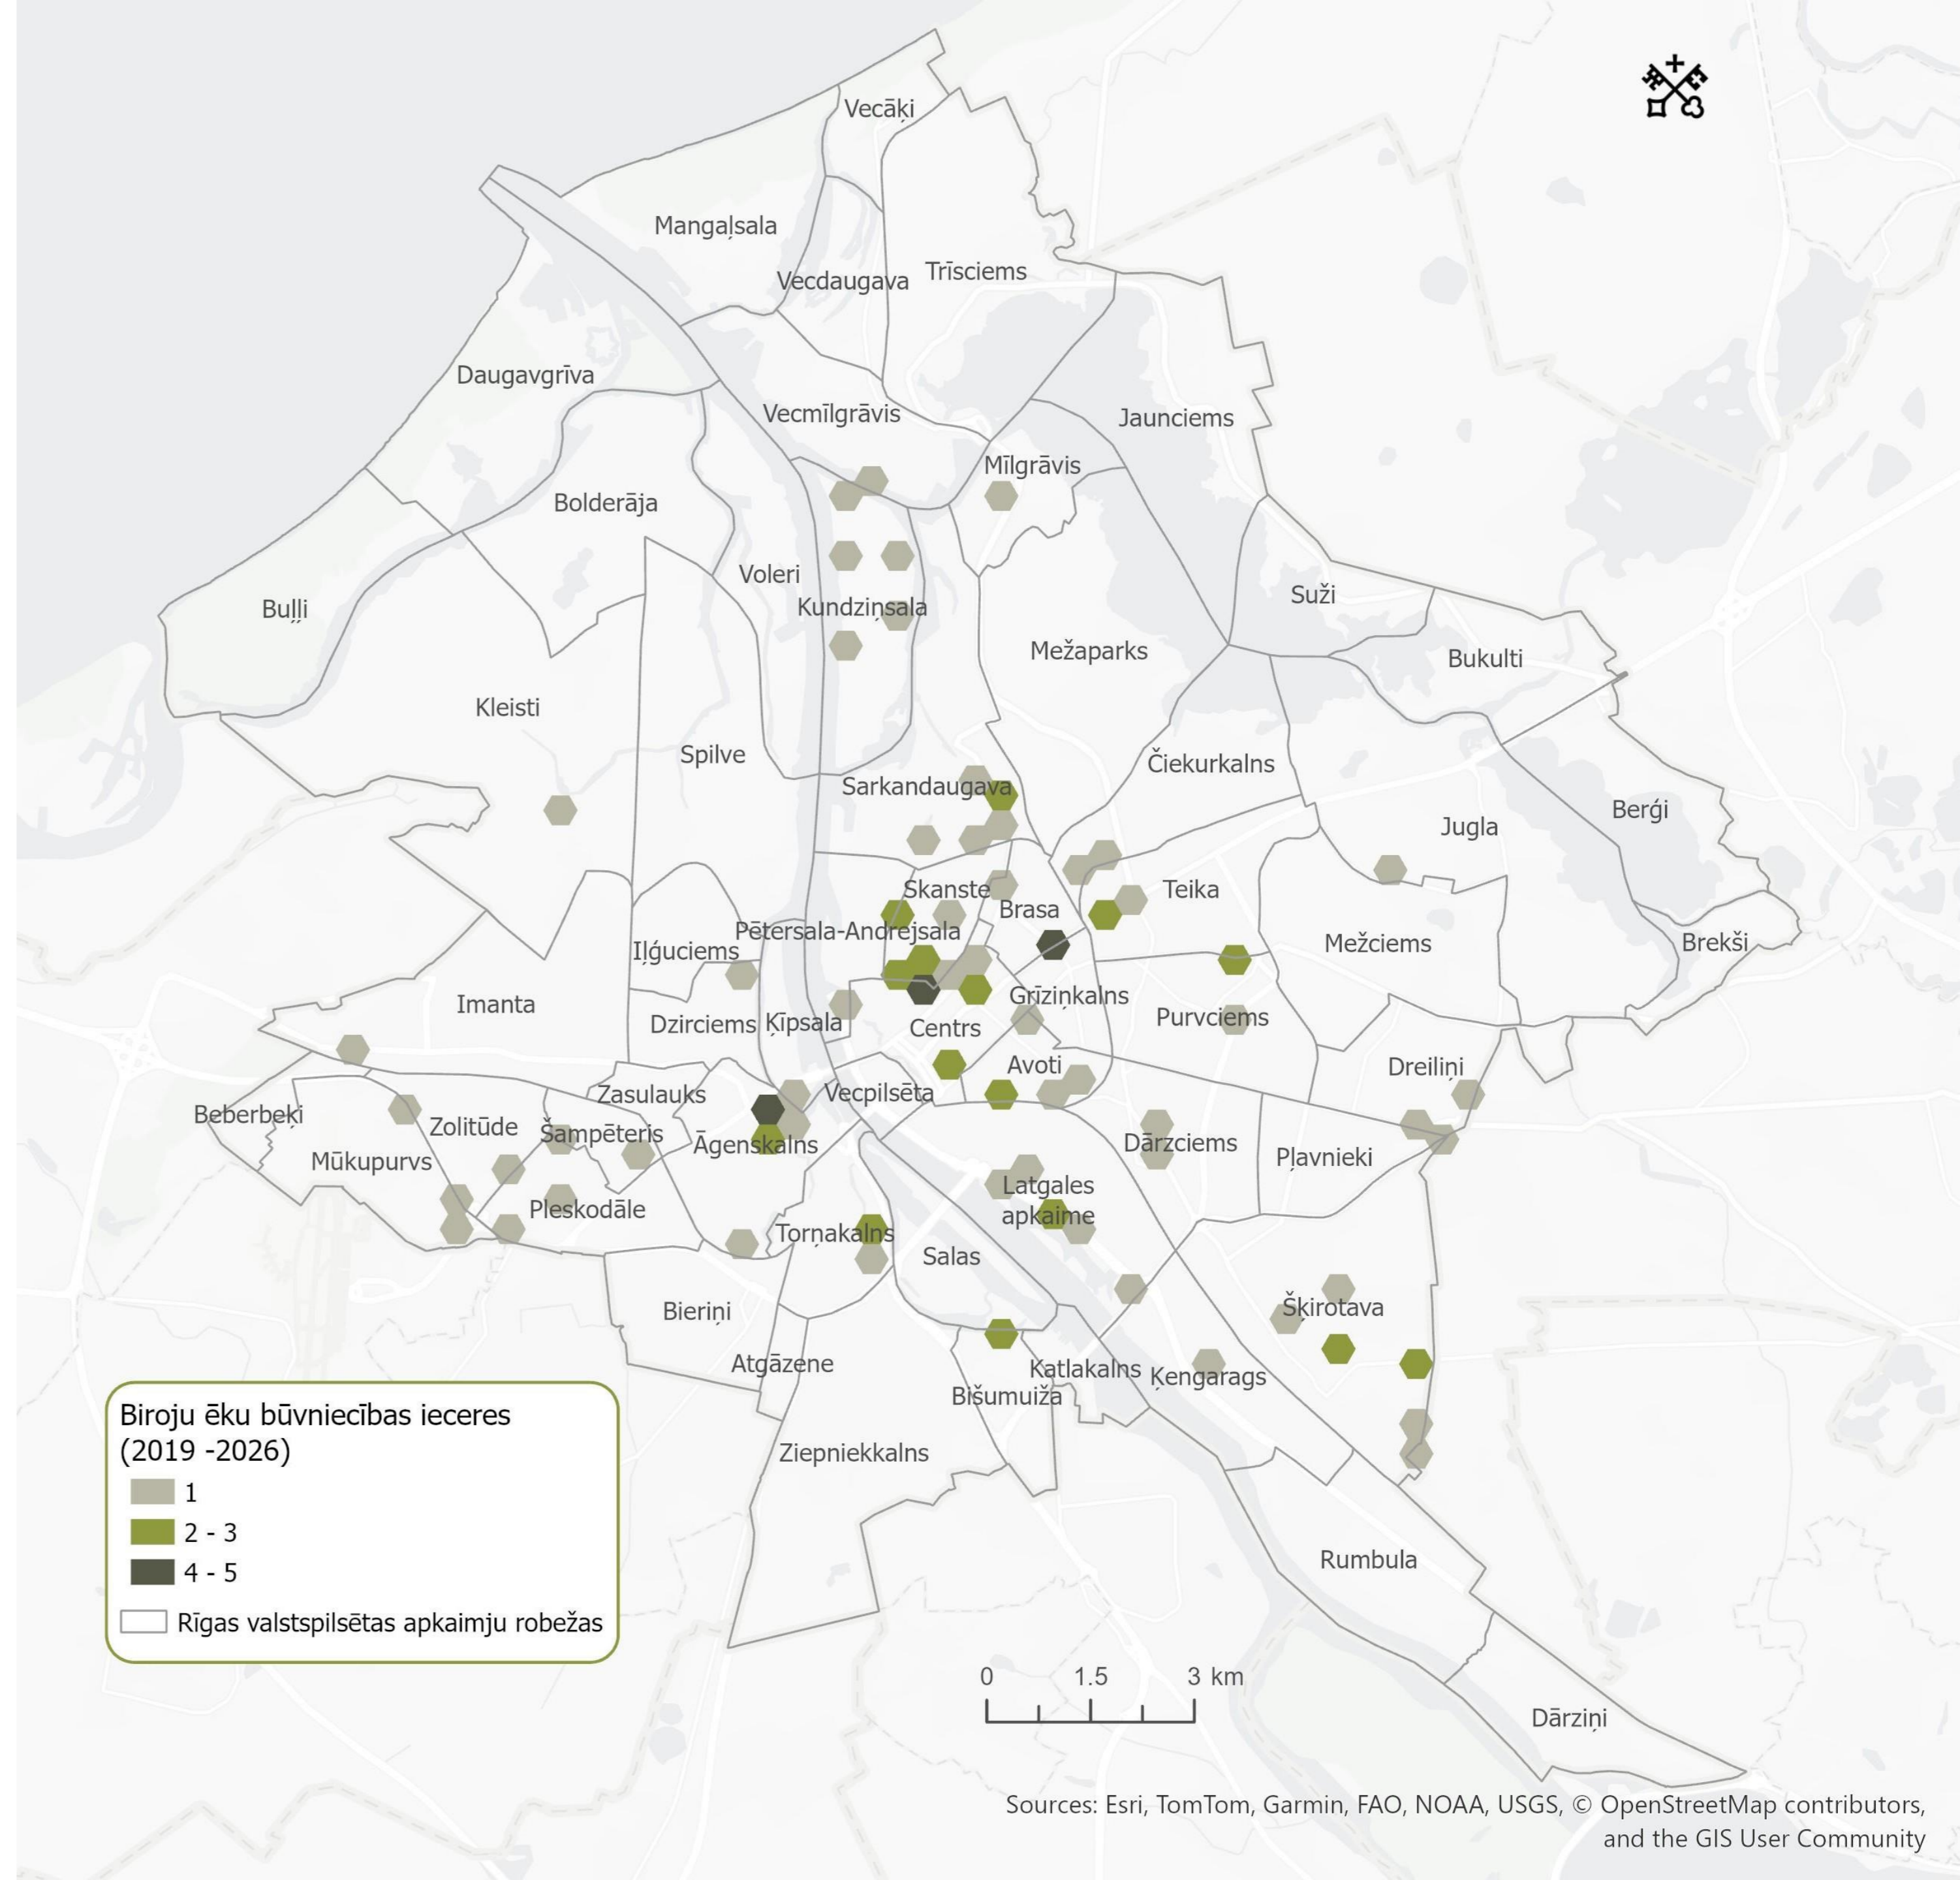 Vecāķi
Mangaļsala
Trīsciems
Vecdaugava
Daugavgrīva
Vecmīlgrāvis
Jaunciems
Mīlgrāvis
Bolderāja
Voleri
Suži
Buļļi
Kundziņsala
Mežaparks
Bukulti
Kleisti
Spilve
Čiekurkalns
Sarkandaugava
Berģi
Jugla
Skanste
Teika
Brasa
Pētersala-Andrejsala
Iļģuciems
Mežciems
Brekši
Imanta
Grīziņkalns
Dzirciems
Ķīpsala
Centrs
Purvciems
Avoti
Dreiliņi
Zasulauks
Vecpilsēta
Beberbeķi
Zolitūde
Šampēteris
Āgenskalns
Dārzciems
Pļavnieki
Mūkupurvs
Latgales
apkaime
Pleskodāle
Torņakalns
Salas
Bieriņi
Šķirotava
Atgāzene
Katlakalns
Ķengarags
Bišumuiža
Ziepniekkalns
Rumbula
Dārziņi
Biroju ēku būvniecības ieceres
(2019 -2026)
1
2 - 3
4 - 5
Rīgas valstspilsētas apkaimju robežas
0 1.5 3 km
Sources: Esri, TomTom, Garmin, FAO, NOAA, USGS, © OpenStreetMap contributors,
and the GIS User Community